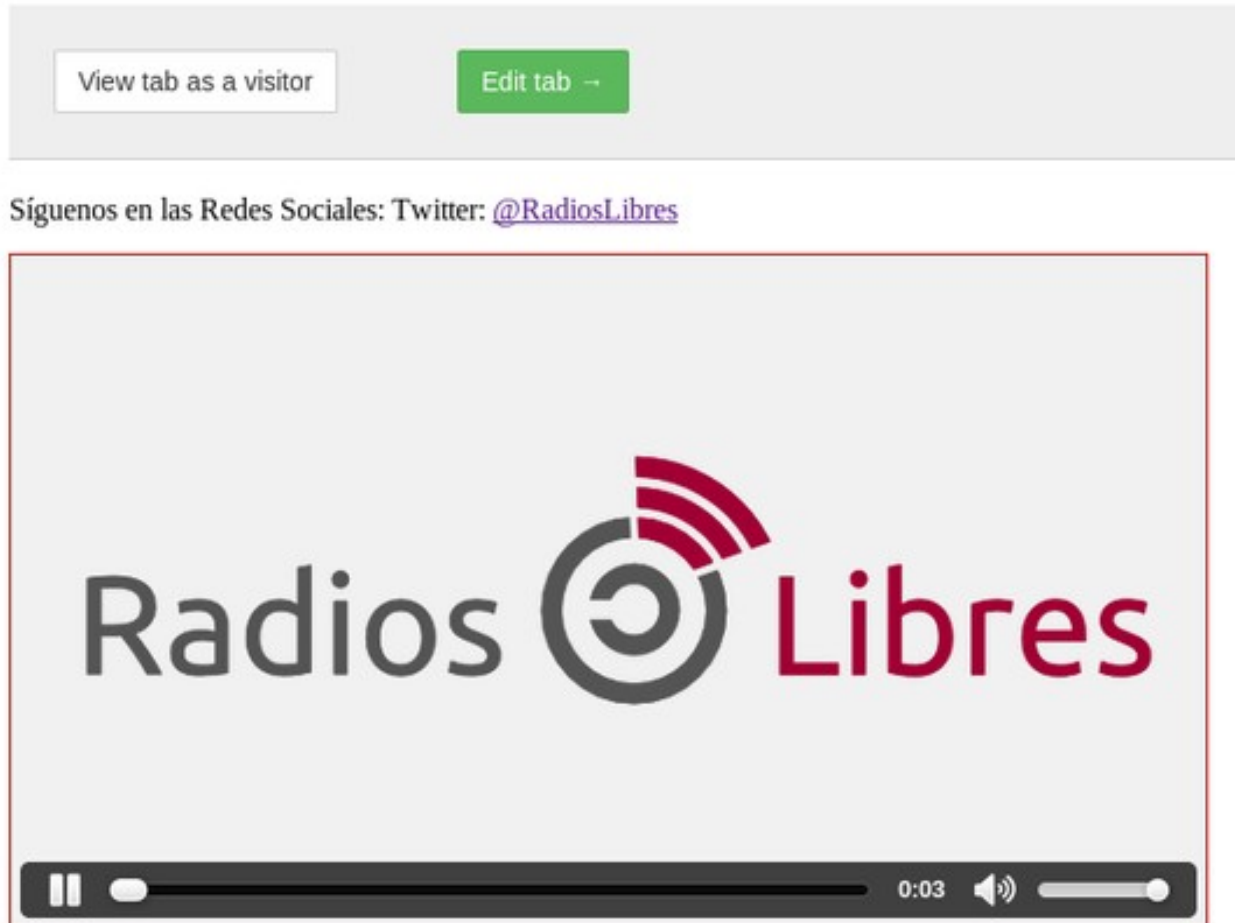 View tab as a visitor
Edit tab →
Síguenos en las Redes Sociales: Twitter: @RadiosLibres
Radios Libres
0:03